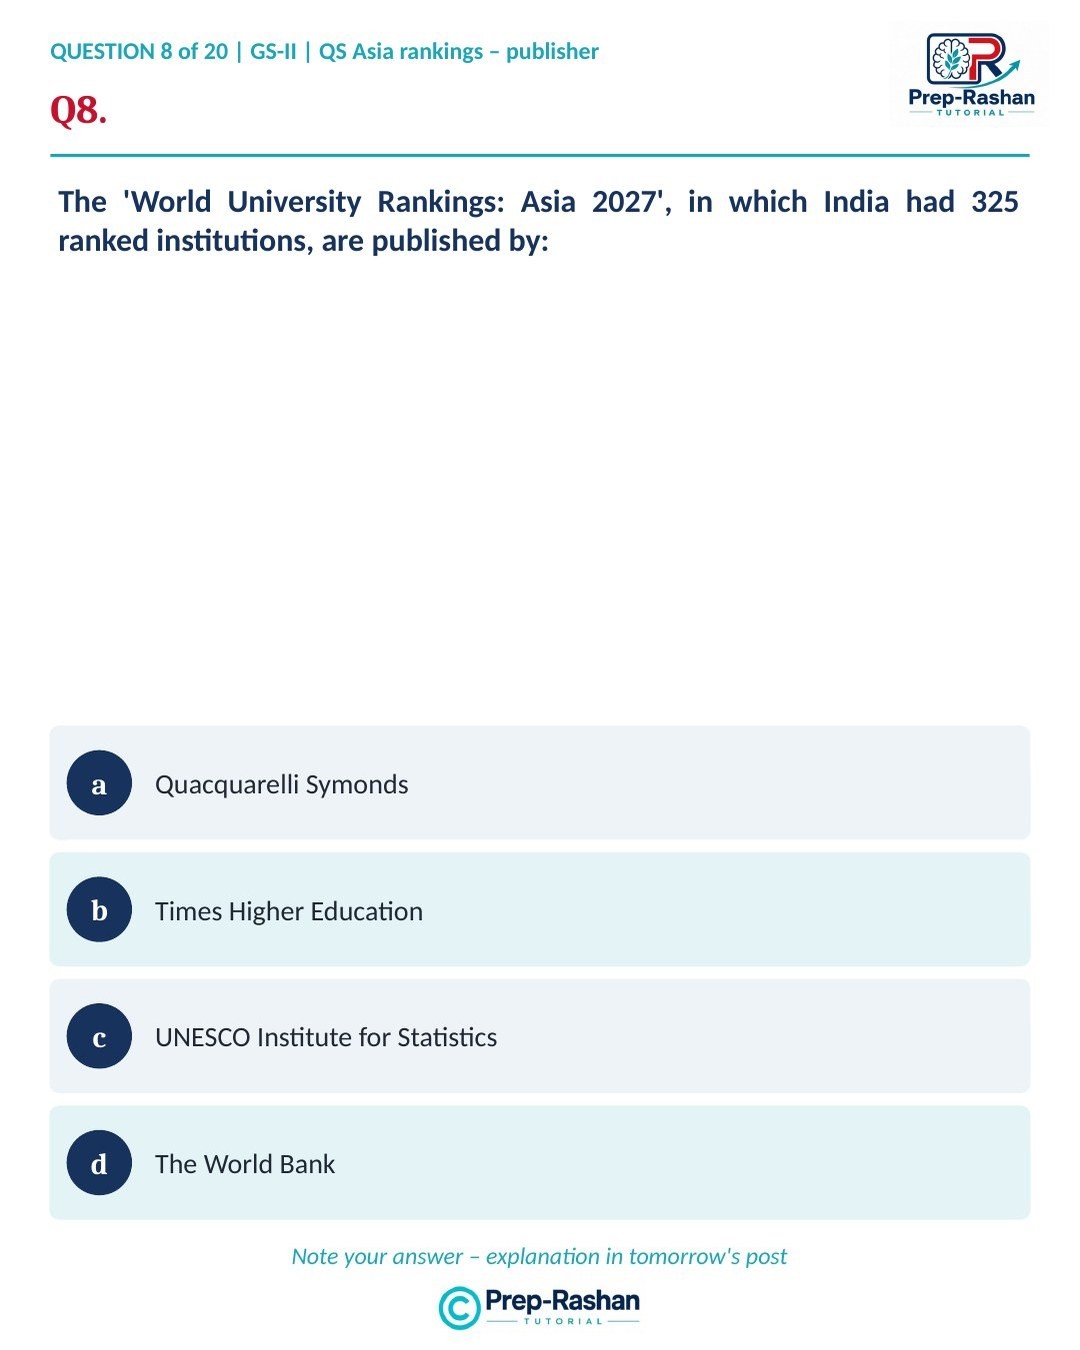 QUESTION 8 of 20 | GS-II | QS Asia rankings – publisher
Q8.
R
Prep-Rashan
TUTORIAL
The 'World University Rankings: Asia 2027', in which India had 325
ranked institutions, are published by:
a Quacquarelli Symonds
b Times Higher Education
c UNESCO Institute for Statistics
d The World Bank
Note your answer – explanation in tomorrow's post
© Prep-Rashan
TUTORIAL